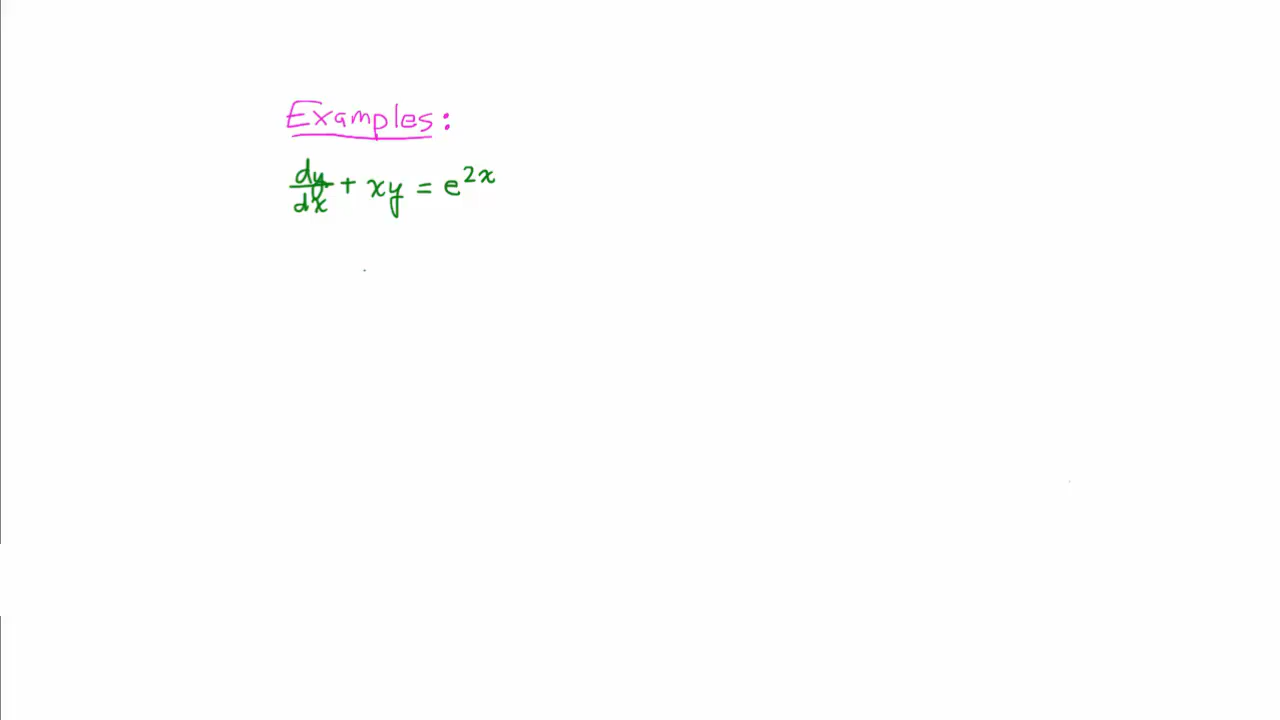 Examples:
dy/dx + xy = e^{2x}